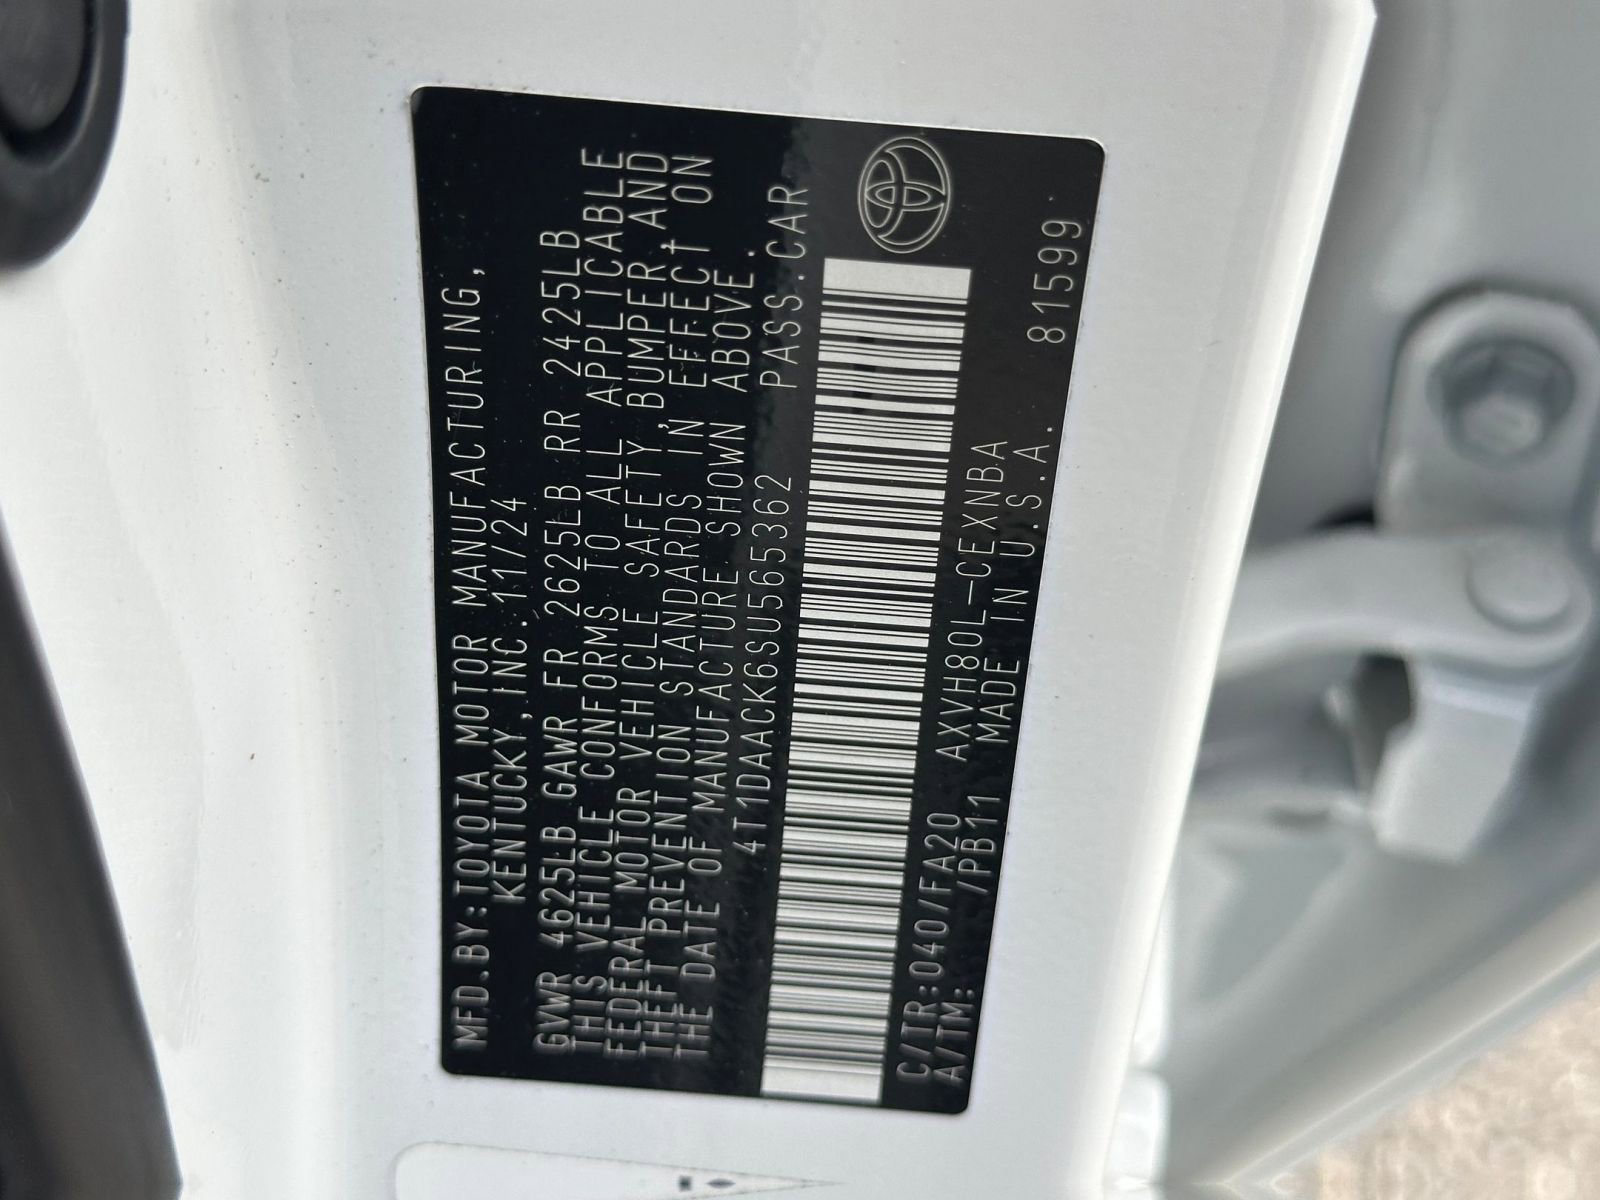 MFD.BY:TOYOTA MOTOR MANUFACTURING,
KENTUCKY,INC.11/24
GVWR 4625LB GAWR FR 2625LB RR 2425LB
THIS VEHICLE CONFORMS TO ALL APPLICABLE
FEDERAL MOTOR VEHICLE SAFETY,BUMPER,AND
THEFT PREVENTION STANDARDS IN EFFECT ON
THE DATE OF MANUFACTURE SHOWN ABOVE.
4T1DAACK6SU565362 PASS.CAR
C/TR:040/FA20 AXVH80L-CEXNBA 81599
A/TM: /PB11 MADE IN U.S.A.